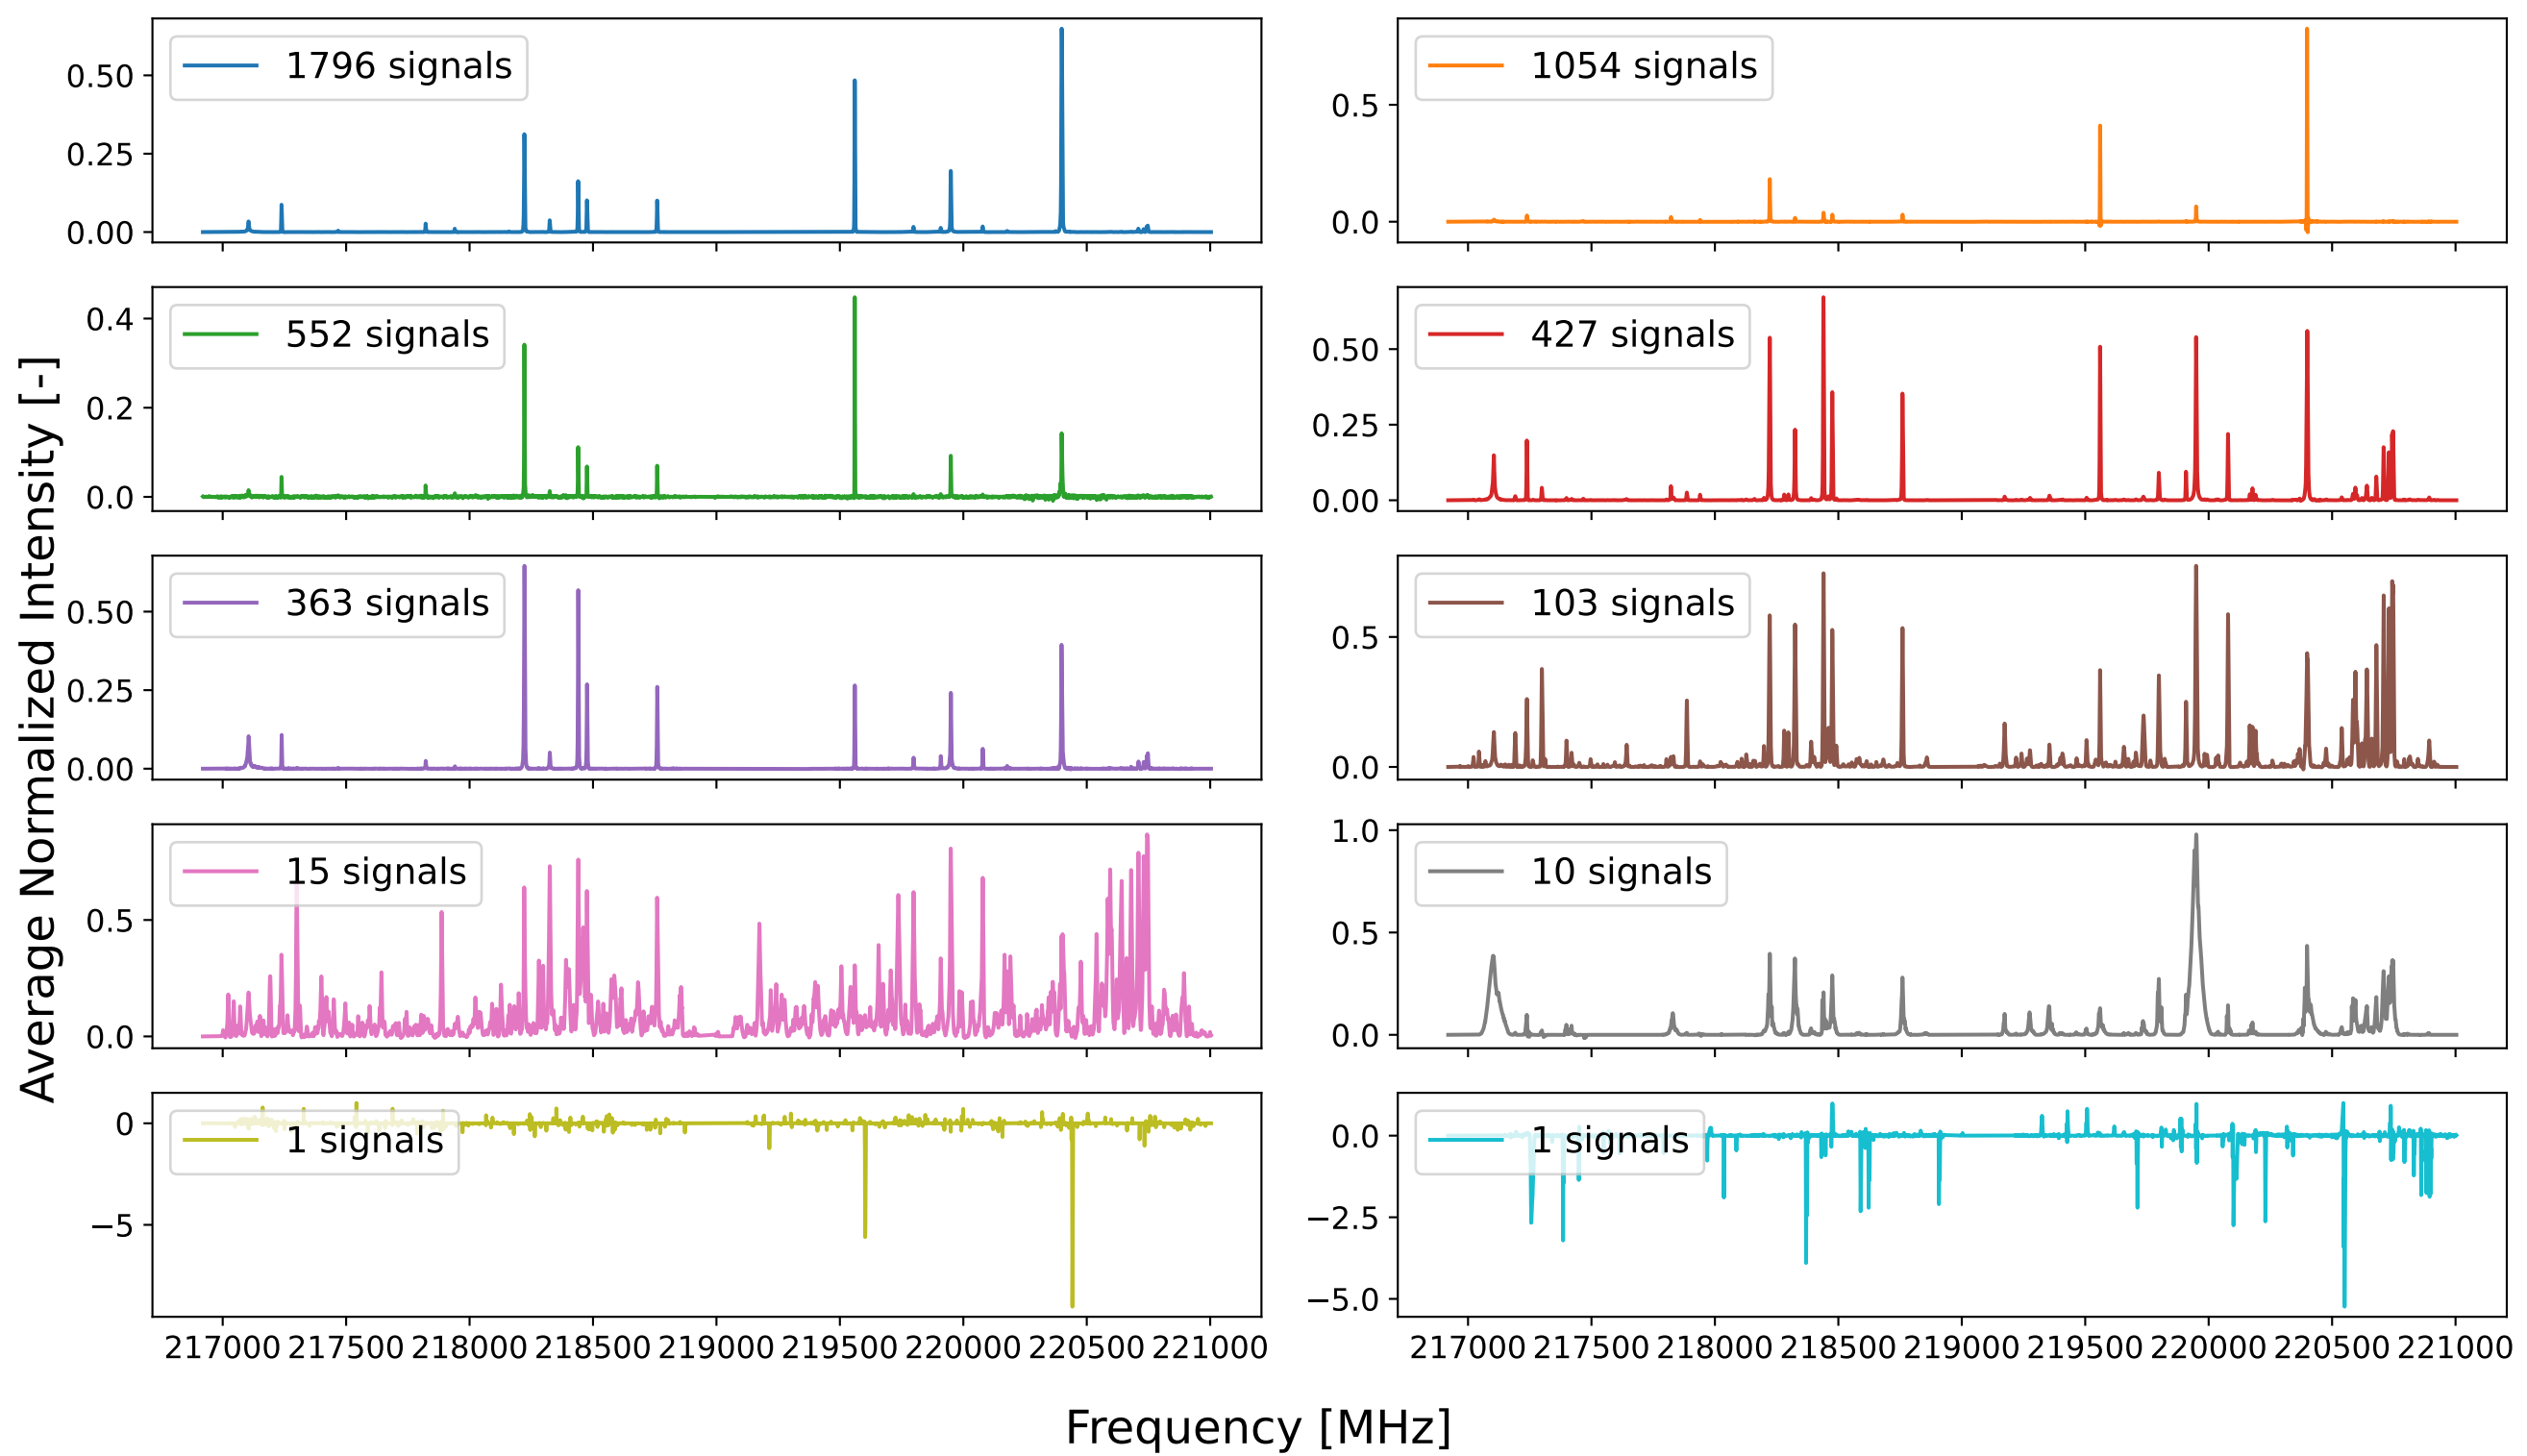 1796 signals
0.50
0.25
0.00
1054 signals
0.5
0.0
552 signals
0.4
0.2
0.0
427 signals
0.50
0.25
0.00
363 signals
0.50
0.25
0.00
103 signals
0.5
0.0
15 signals
0.5
0.0
10 signals
1.0
0.5
0.0
1 signals
0
−5
1 signals
0.0
−2.5
−5.0
217000 217500 218000 218500 219000 219500 220000 220500 221000
217000 217500 218000 218500 219000 219500 220000 220500 221000
Average Normalized Intensity [-]
Frequency [MHz]